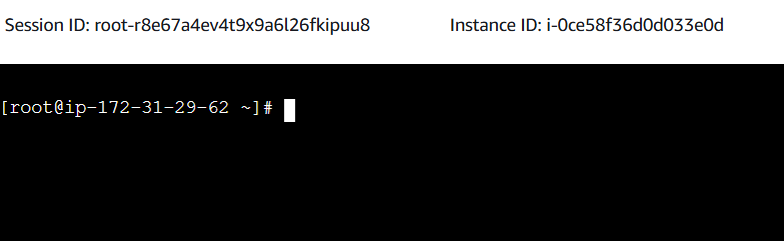 Session ID: root-r8e67a4ev4t9x9a6l26fkipuu8 Instance ID: i-0ce58f36d0d033e0d
[root@ip-172-31-29-62 ~]#